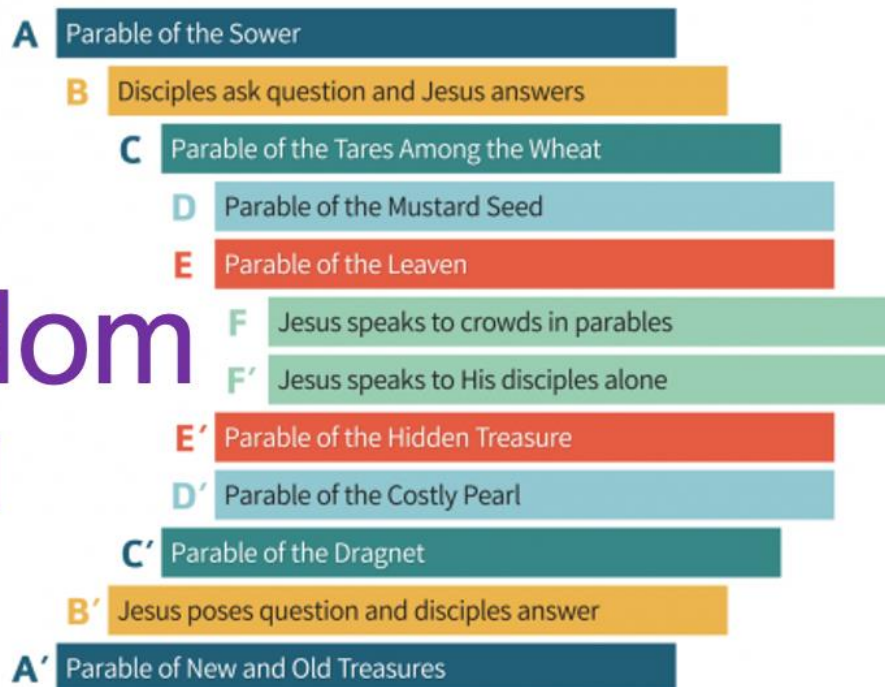 A Parable of the Sower
B Disciples ask question and Jesus answers
C Parable of the Tares Among the Wheat
D Parable of the Mustard Seed
E Parable of the Leaven
F Jesus speaks to crowds in parables
F′ Jesus speaks to His disciples alone
E′ Parable of the Hidden Treasure
D′ Parable of the Costly Pearl
C′ Parable of the Dragnet
B′ Jesus poses question and disciples answer
A′ Parable of New and Old Treasures